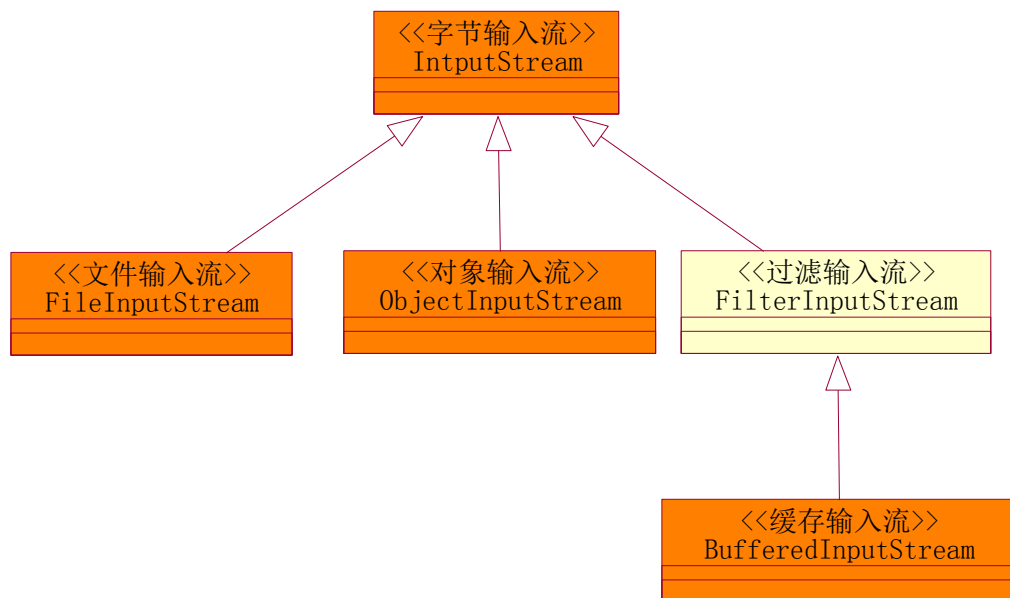 <<字节输入流>>
IntputStream
<<文件输入流>>
FileInputStream
<<对象输入流>>
ObjectInputStream
<<过滤输入流>>
FilterInputStream
<<缓存输入流>>
BufferedInputStream